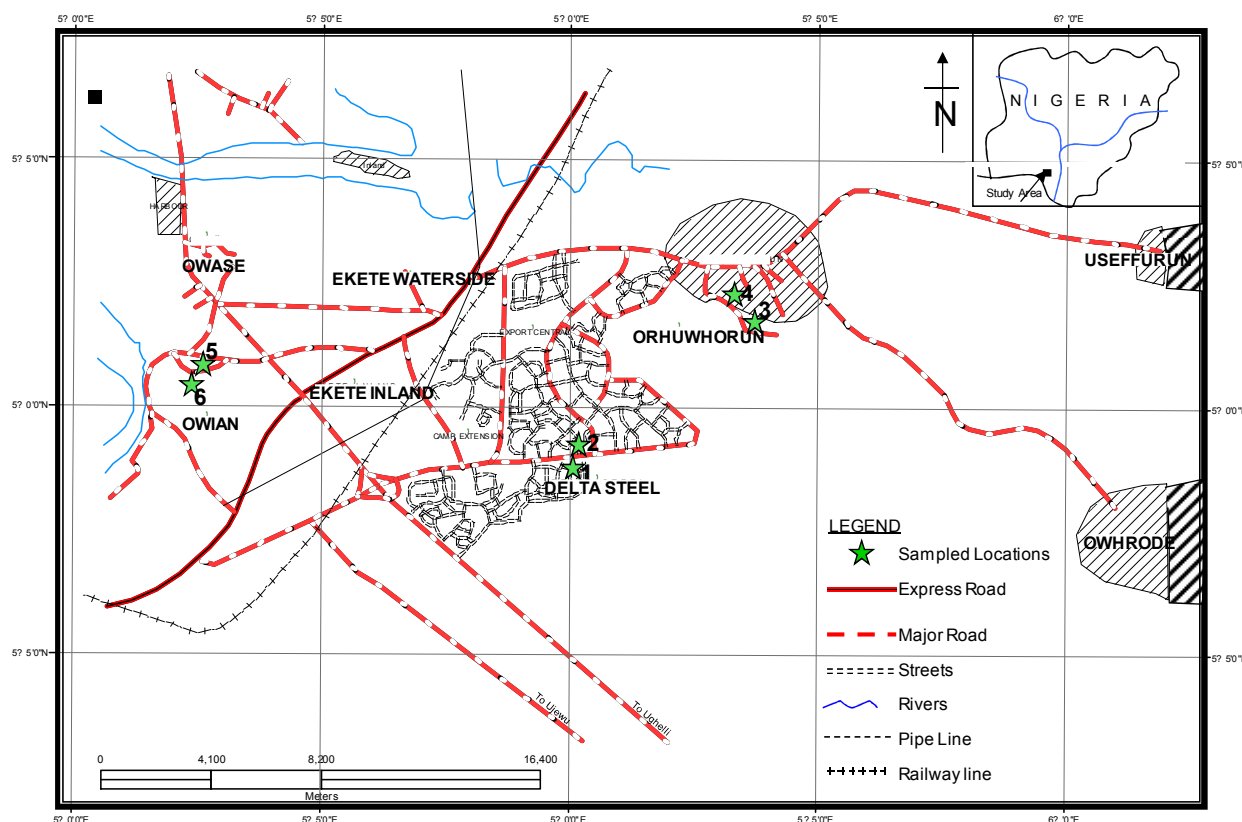 5? 0'0"E
5? 5'0"E
5? 0'0"E
5? 5'0"E
6? 0'E
N I G E R I A
Study Area
N
5? 5'0"N
5? 5'0"N
HARBOUR
OWASE
EKETE WATERSIDE
USEFFURUN
4
3
ORHUWHORUN
EXPORT CENTRAL
5
6
OWIAN
EKETE INLAND
5? 0'0"N
5? 0'0"N
CAMP EXTENSION
2
1
DELTA STEEL
OWHRODE
LEGEND
Sampled Locations
Express Road
Major Road
Streets
Rivers
Pipe Line
Railway line
5? 5'0"N
To Ujewu
To Ughelli
0 4,100 8,200 16,400
Meters
5? 0'0"E
5? 5'0"E
5? 0'0"E
5? 5'0"E
6? 0'E